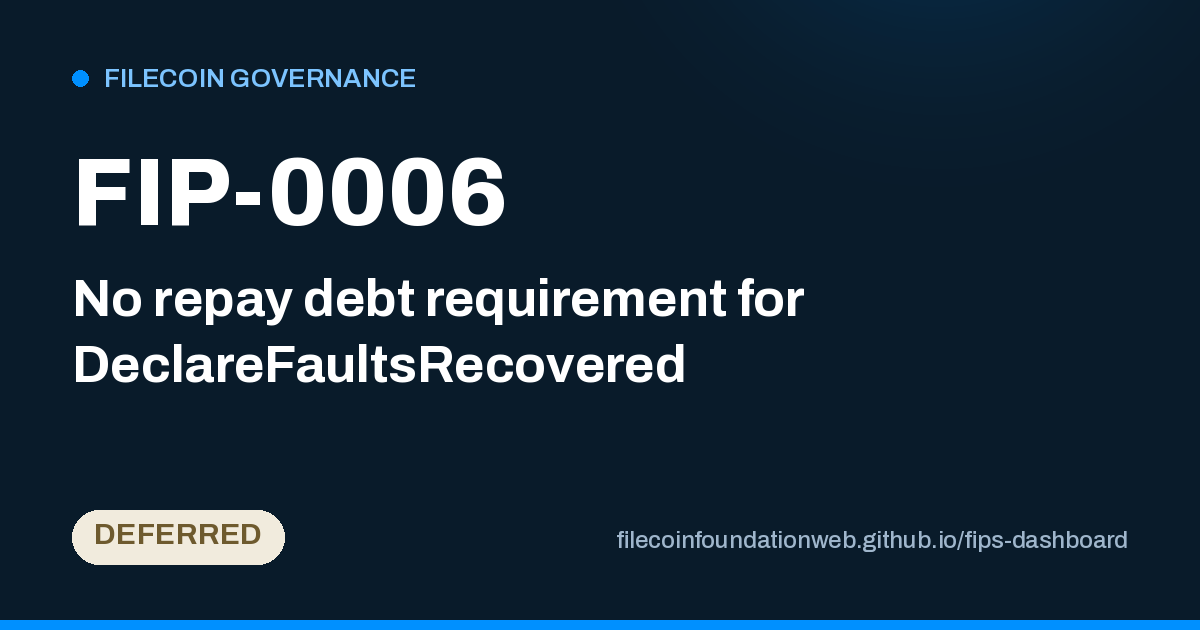 FILECOIN GOVERNANCE
FIP-0006
No repay debt requirement for
DeclareFaultsRecovered
DEFERRED
filecoinfoundationweb.github.io/fips-dashboard